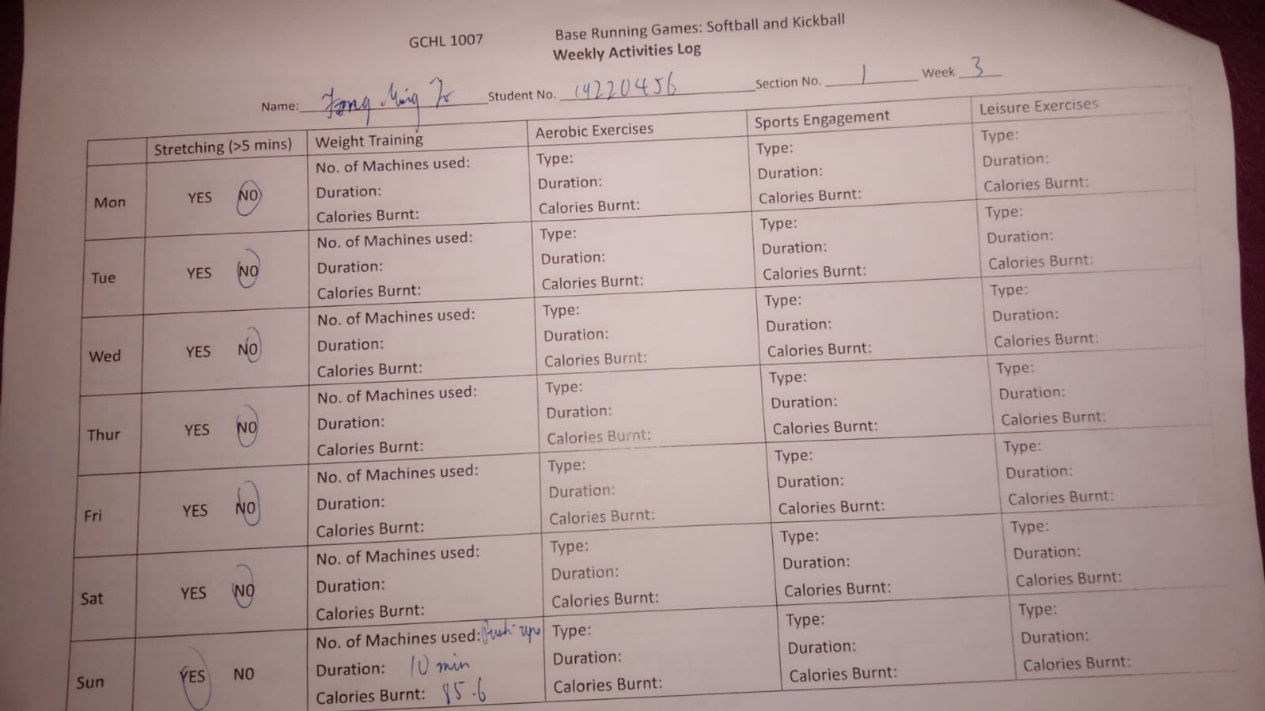 GCHL 1007 Base Running Games: Softball and Kickball
Weekly Activities Log
Name: Fong Ming Student No. 19220456 Section No. 1 Week 3
Stretching (>5 mins) Weight Training Aerobic Exercises Sports Engagement Leisure Exercises
Mon YES NO
No. of Machines used: Type: Type: Type:
Duration: Duration: Duration: Duration:
Calories Burnt: Calories Burnt: Calories Burnt: Calories Burnt:
Tue YES NO
No. of Machines used: Type: Type: Type:
Duration: Duration: Duration: Duration:
Calories Burnt: Calories Burnt: Calories Burnt: Calories Burnt:
Wed YES NO
No. of Machines used: Type: Type: Type:
Duration: Duration: Duration: Duration:
Calories Burnt: Calories Burnt: Calories Burnt: Calories Burnt:
Thur YES NO
No. of Machines used: Type: Type: Type:
Duration: Duration: Duration: Duration:
Calories Burnt: Calories Burnt: Calories Burnt: Calories Burnt:
Fri YES NO
No. of Machines used: Type: Type: Type:
Duration: Duration: Duration: Duration:
Calories Burnt: Calories Burnt: Calories Burnt: Calories Burnt:
Sat YES NO
No. of Machines used: Type: Type: Type:
Duration: Duration: Duration: Duration:
Calories Burnt: Calories Burnt: Calories Burnt: Calories Burnt:
Sun YES NO
No. of Machines used: Push-ups Type: Type: Type:
Duration: 10 min Duration: Duration: Duration:
Calories Burnt: 85.6 Calories Burnt: Calories Burnt: Calories Burnt: